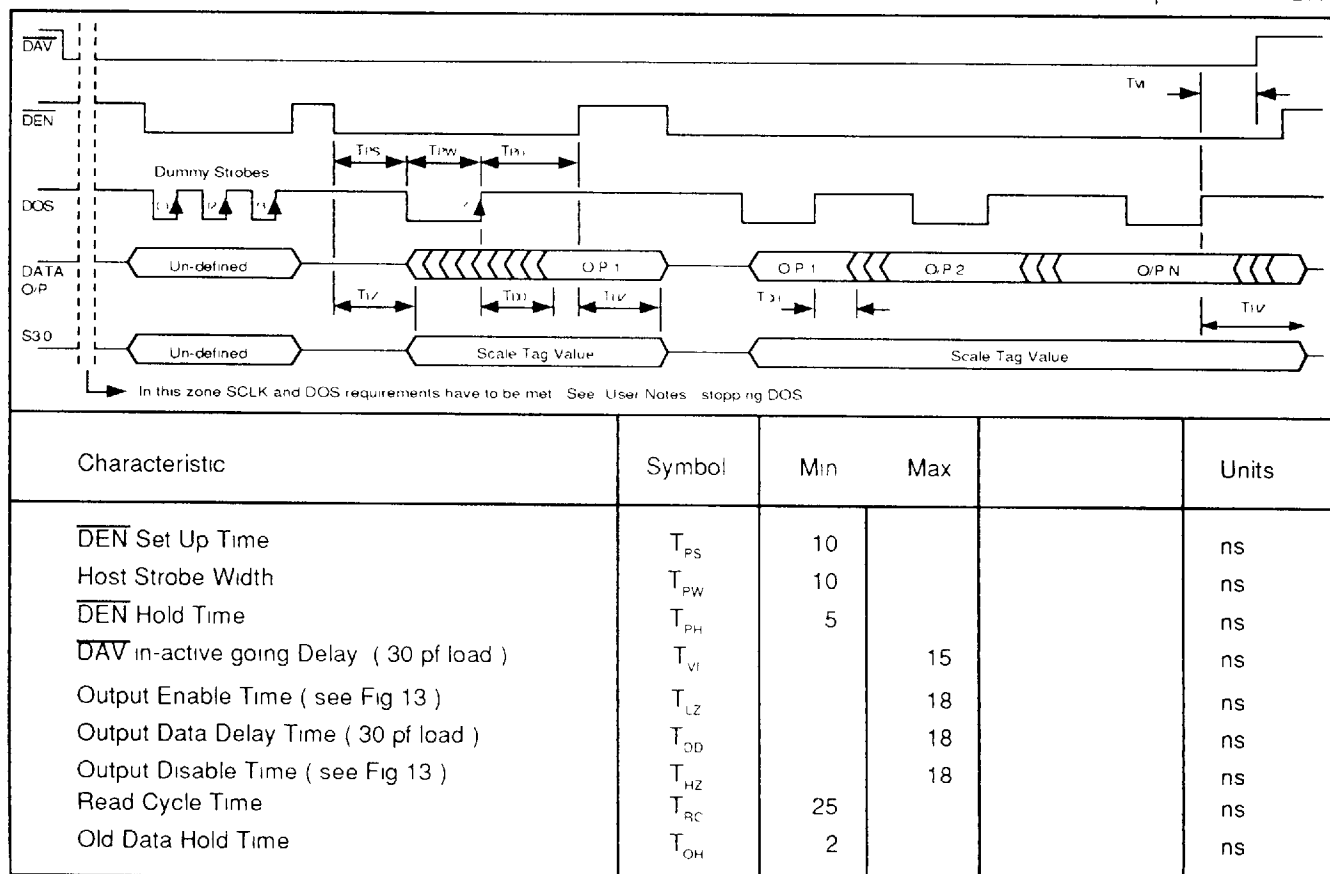 DAV
TVI
DEN
TPS TPW TPH
Dummy Strobes
DOS
DATA
O/P
Un-defined O/P 1 O/P 1 O/P 2 O/P N
TLZ TDD THZ TOH THZ
S3:0
Un-defined Scale Tag Value Scale Tag Value
In this zone SCLK and DOS requirements have to be met See User Notes stopping DOS
Characteristic Symbol Min Max Units
DEN Set Up Time TPS 10 ns
Host Strobe Width TPW 10 ns
DEN Hold Time TPH 5 ns
DAV in-active going Delay ( 30 pf load ) TVI 15 ns
Output Enable Time ( see Fig 13 ) TLZ 18 ns
Output Data Delay Time ( 30 pf load ) TDD 18 ns
Output Disable Time ( see Fig 13 ) THZ 18 ns
Read Cycle Time TRC 25 ns
Old Data Hold Time TOH 2 ns